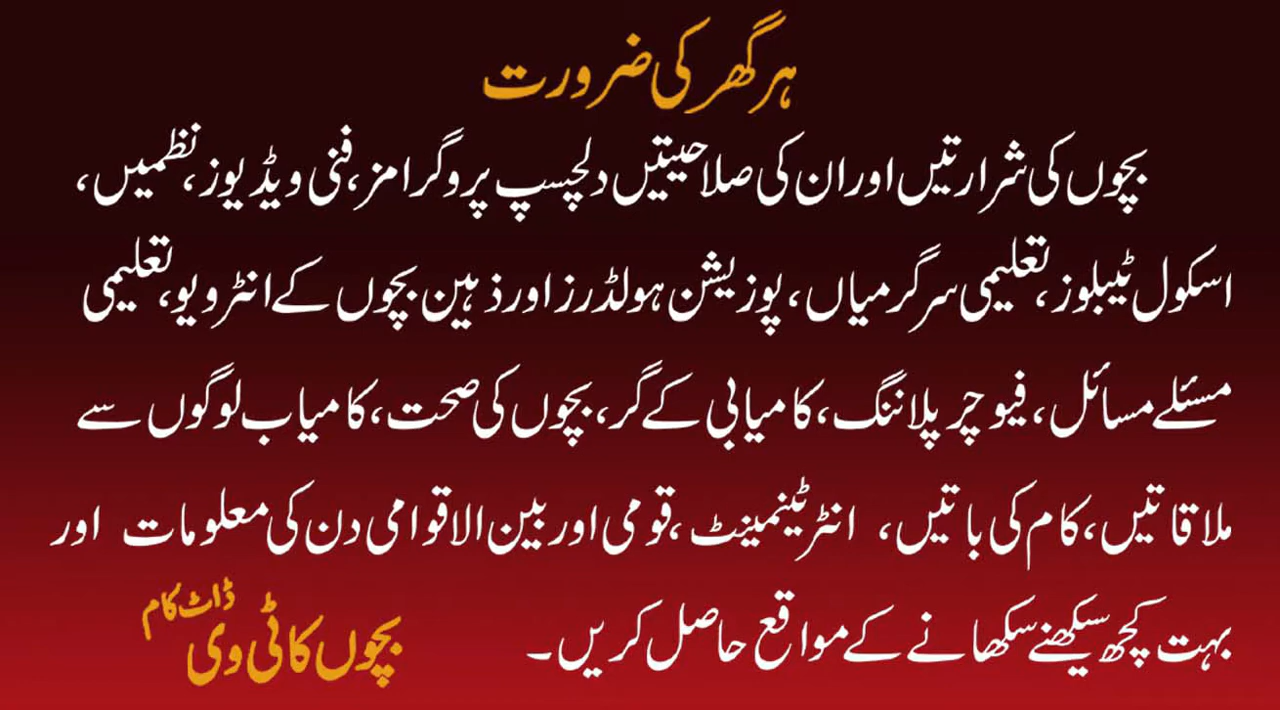 ہر گھر کی ضرورت
بچوں کی شرارتیں اور ان کی صلاحیتیں دلچسپ پروگرامز، فنی ویڈیوز، نظمیں،
اسکول ٹیبلوز، تعلیمی سرگرمیاں، پوزیشن ہولڈرز اور ذہین بچوں کے انٹرویو، تعلیمی
مسئلے مسائل، فیوچر پلاننگ، کامیابی کے گر، بچوں کی صحت، کامیاب لوگوں سے
ملاقاتیں، کام کی باتیں، انٹرٹینمینٹ، قومی اور بین الاقوامی دن کی معلومات اور
بہت کچھ سیکھنے سکھانے کے مواقع حاصل کریں۔
بچوں کا ٹی وی ڈاٹ کام